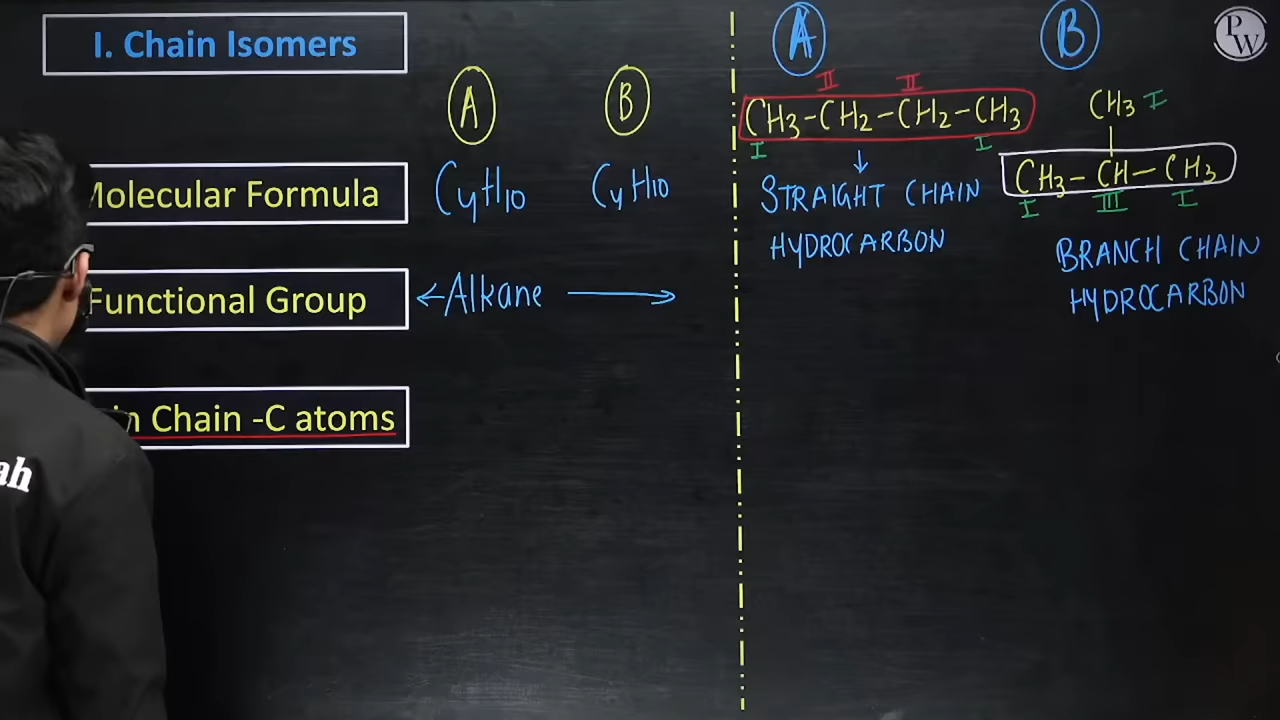 I. Chain Isomers
A
B
Molecular Formula
C4H10
C4H10
Functional Group
Alkane
Chain -C atoms
A
II II
CH3-CH2-CH2-CH3
I I
STRAIGHT CHAIN
HYDROCARBON
B
CH3 I
CH3-CH-CH3
I III I
BRANCH CHAIN
HYDROCARBON
PW
ah